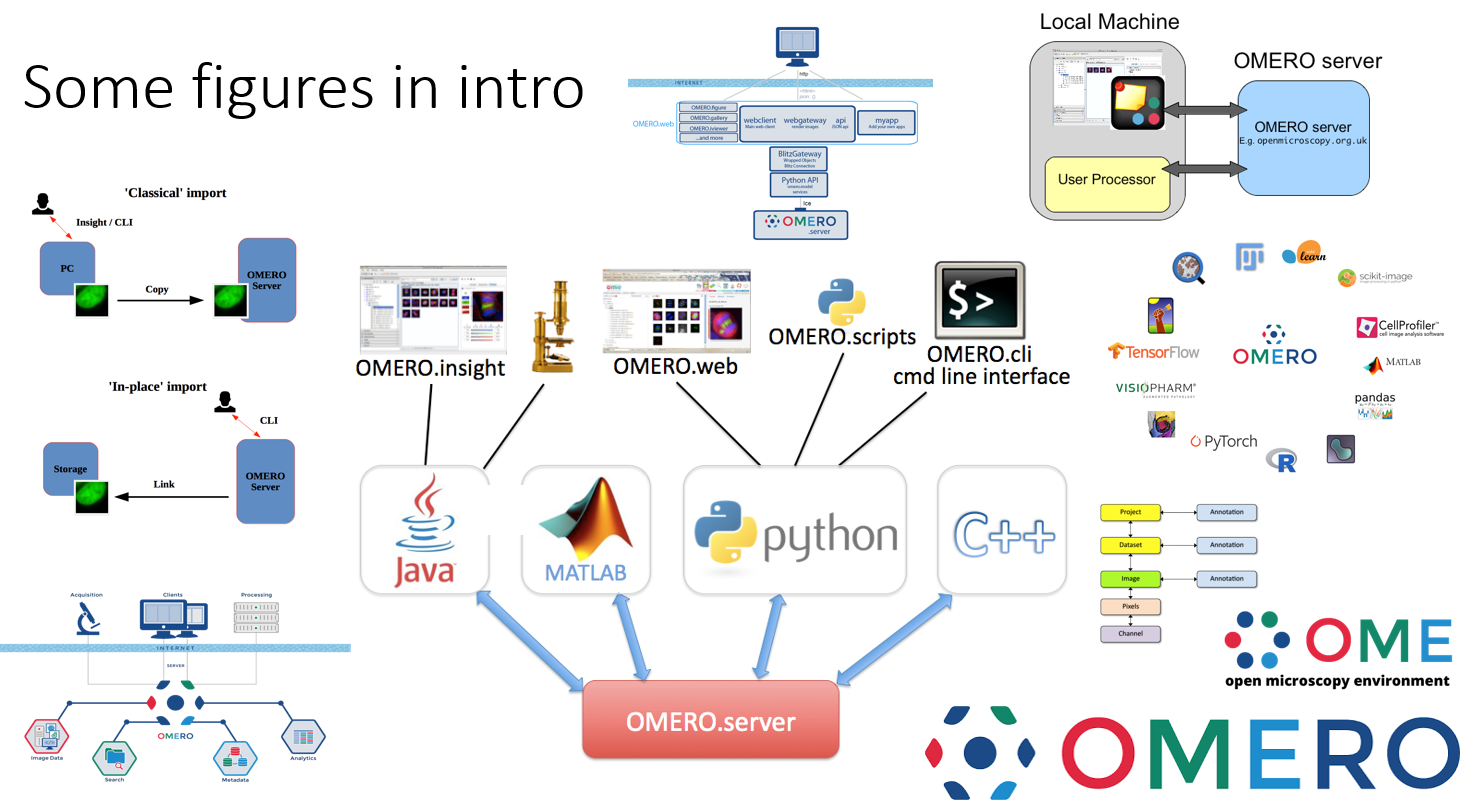 Some figures in intro
INTERNET
http
OMERO.web
OMERO.figure
OMERO.gallery
OMERO.iviewer
...and more
webclient
Main web client
webgateway
render images
api
JSON api
myapp
Add your own apps
BlitzGateway
Wrapped Objects
Blitz Connection
Python API
omero.model
services
Ice
OMERO
.server
Local Machine
User Processor
OMERO server
OMERO server
E.g. openmicroscopy.org.uk
'Classical' import
Insight / CLI
PC
Copy
OMERO
Server
'In-place' import
CLI
Storage
Link
OMERO
Server
OMERO.insight
OMERO.web
OMERO.scripts
$ >
OMERO.cli
cmd line interface
Java
MATLAB
python
C++
OMERO.server
learn
scikit-image
CellProfiler™
cell image analysis software
MATLAB
pandas
R
PyTorch
VISIOPHARM®
AUGMENTED PATHOLOGY
TensorFlow
OMERO
Project
Annotation
Dataset
Annotation
Image
Annotation
Pixels
Channel
Acquisition
Clients
Processing
INTERNET
SERVER
OMERO
Image Data
Search
Metadata
Analytics
OME
open microscopy environment
OMERO